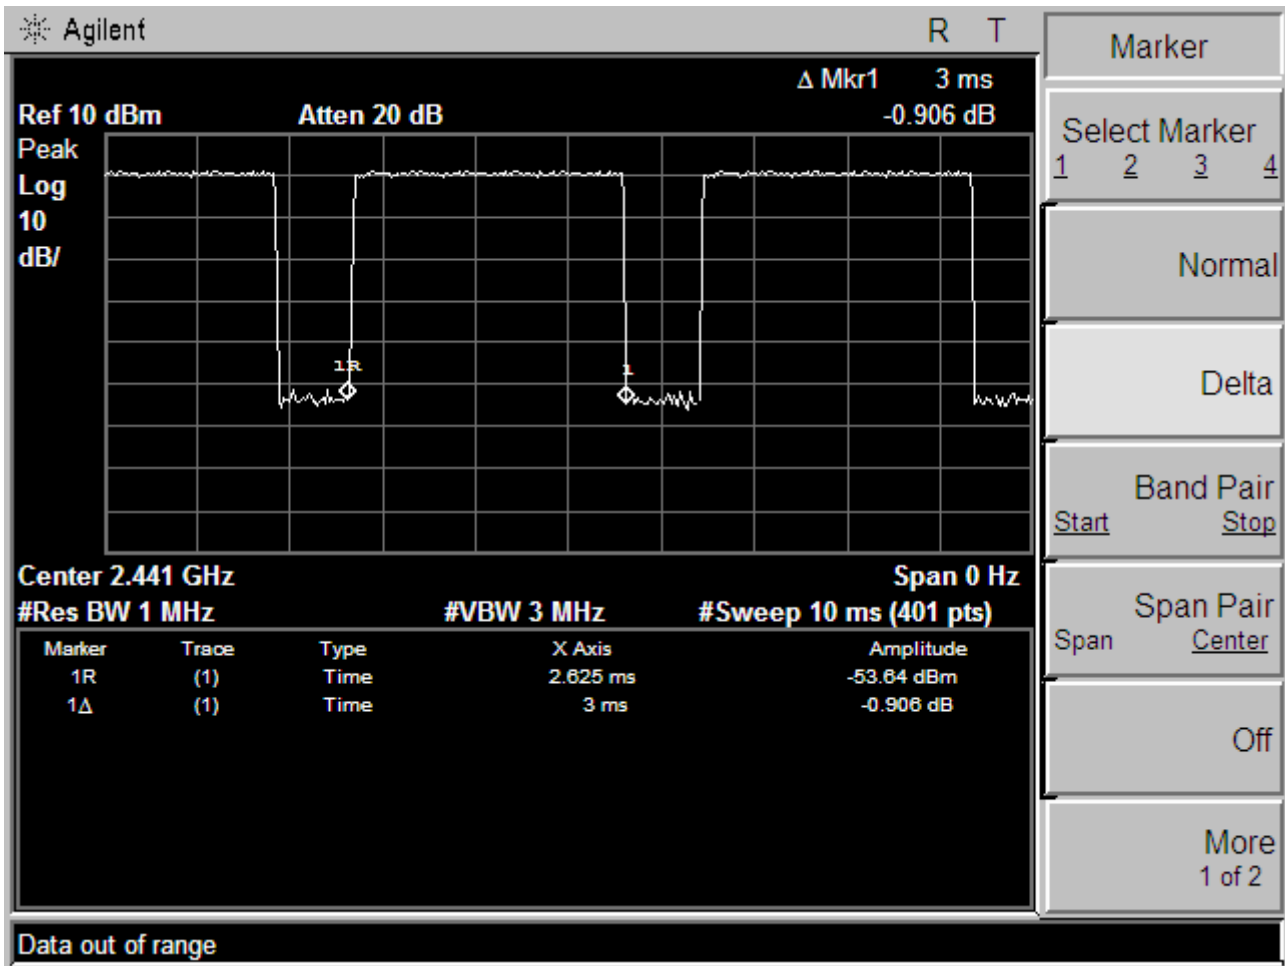 Agilent R T
Δ Mkr1 3 ms
Ref 10 dBm Atten 20 dB -0.906 dB
Peak
Log
10
dB/
1R
1
Center 2.441 GHz Span 0 Hz
#Res BW 1 MHz #VBW 3 MHz #Sweep 10 ms (401 pts)
Marker Trace Type X Axis Amplitude
1R (1) Time 2.625 ms -53.64 dBm
1Δ (1) Time 3 ms -0.906 dB
Data out of range
Marker
Select Marker
1 2 3 4
Normal
Delta
Band Pair
Start Stop
Span Pair
Span Center
Off
More
1 of 2